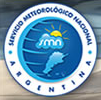 SERVICIO METEOROLÓGICO NACIONAL
smn
ARGENTINA